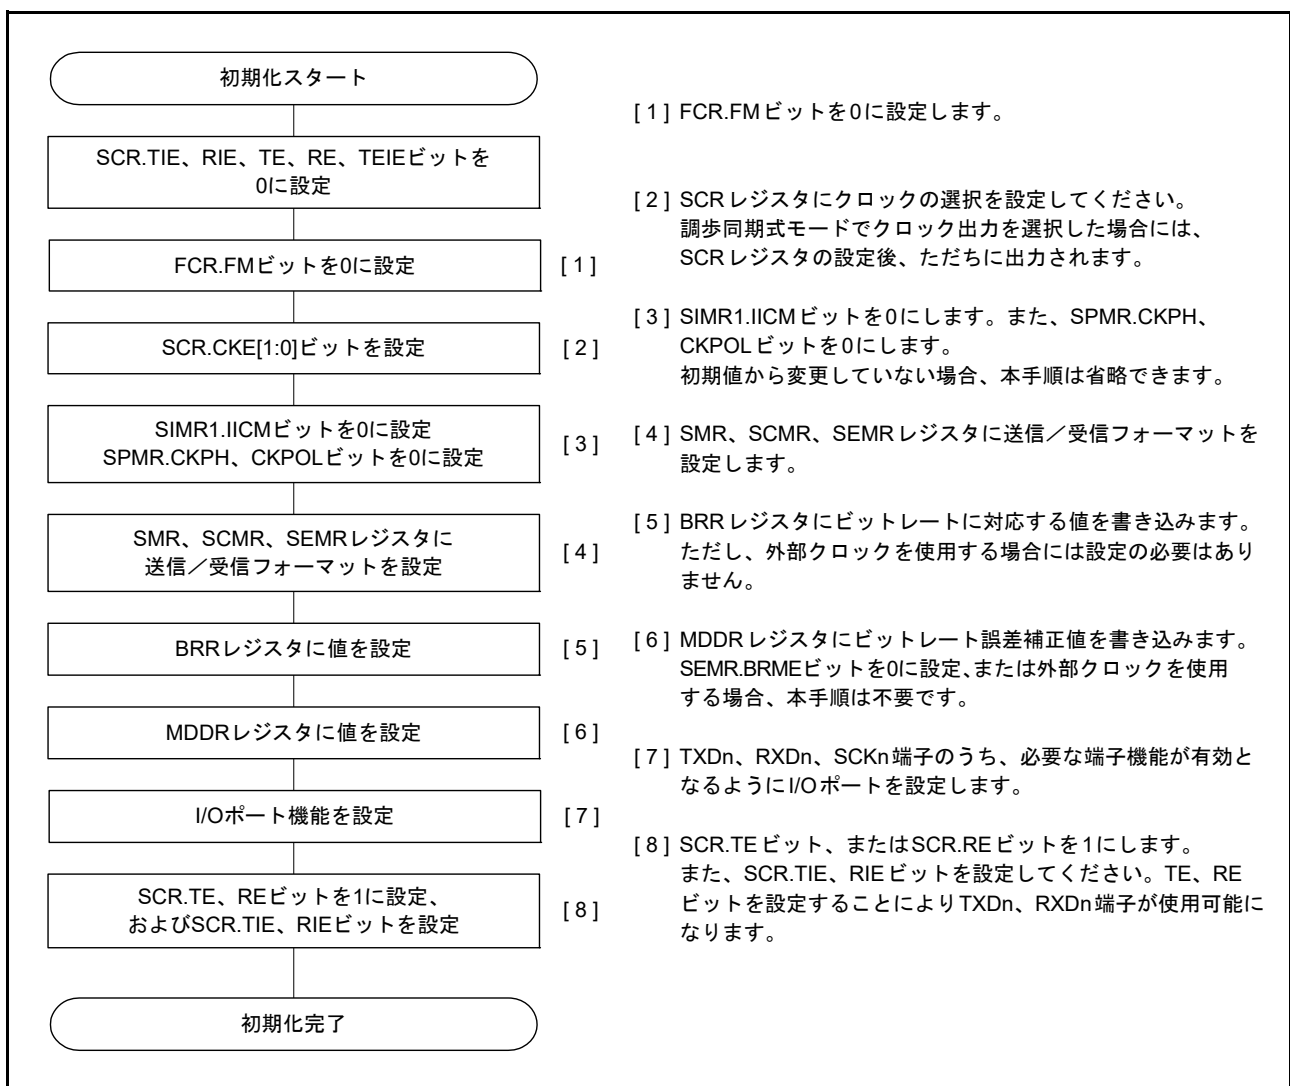 初期化スタート
SCR.TIE、RIE、TE、RE、TEIEビットを
0に設定
FCR.FMビットを0に設定
[ 1 ]
SCR.CKE[1:0]ビットを設定
[ 2 ]
SIMR1.IICMビットを0に設定
SPMR.CKPH、CKPOLビットを0に設定
[ 3 ]
SMR、SCMR、SEMRレジスタに
送信／受信フォーマットを設定
[ 4 ]
BRRレジスタに値を設定
[ 5 ]
MDDRレジスタに値を設定
[ 6 ]
I/Oポート機能を設定
[ 7 ]
SCR.TE、REビットを1に設定、
およびSCR.TIE、RIEビットを設定
[ 8 ]
初期化完了
[ 1 ] FCR.FMビットを0に設定します。
[ 2 ] SCRレジスタにクロックの選択を設定してください。
調歩同期式モードでクロック出力を選択した場合には、
SCRレジスタの設定後、ただちに出力されます。
[ 3 ] SIMR1.IICMビットを0にします。また、SPMR.CKPH、
CKPOLビットを0にします。
初期値から変更していない場合、本手順は省略できます。
[ 4 ] SMR、SCMR、SEMRレジスタに送信／受信フォーマットを
設定します。
[ 5 ] BRRレジスタにビットレートに対応する値を書き込みます。
ただし、外部クロックを使用する場合には設定の必要はあり
ません。
[ 6 ] MDDRレジスタにビットレート誤差補正値を書き込みます。
SEMR.BRMEビットを0に設定、または外部クロックを使用
する場合、本手順は不要です。
[ 7 ] TXDn、RXDn、SCKn端子のうち、必要な端子機能が有効と
なるようにI/Oポートを設定します。
[ 8 ] SCR.TEビット、またはSCR.REビットを1にします。
また、SCR.TIE、RIEビットを設定してください。TE、RE
ビットを設定することによりTXDn、RXDn端子が使用可能に
なります。